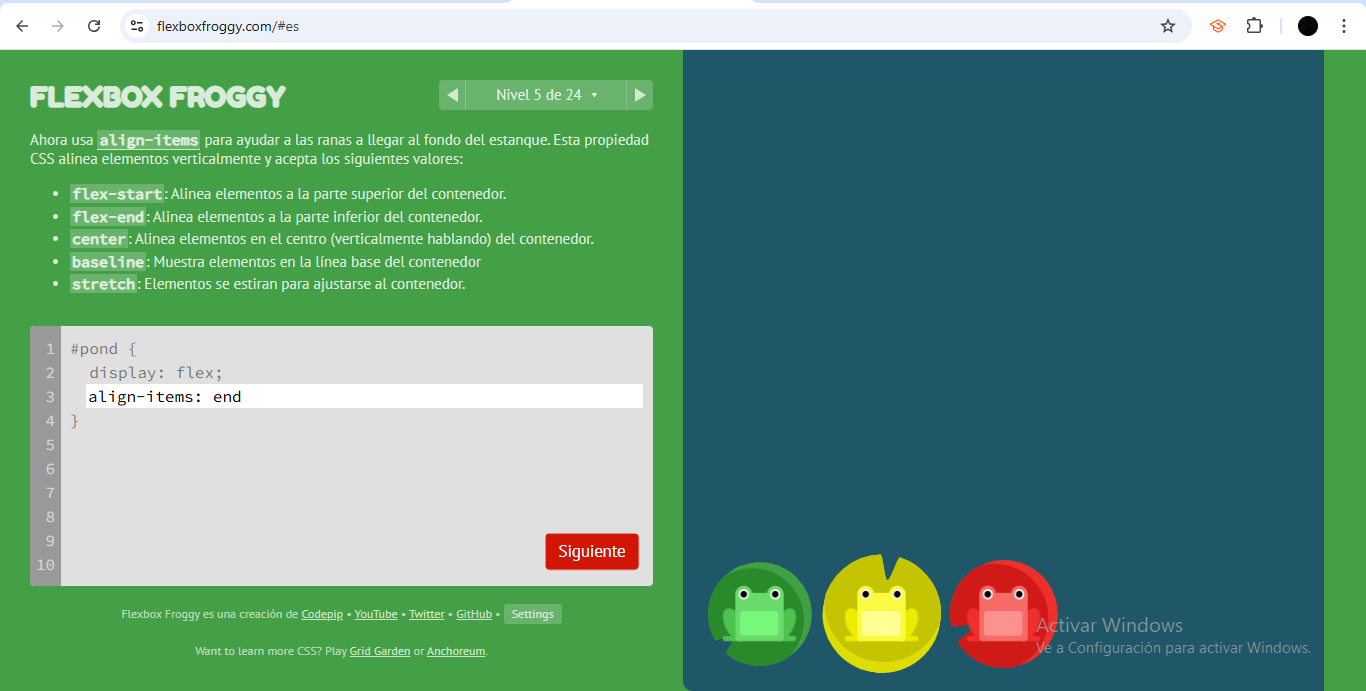 flexboxfroggy.com/#es
FLEXBOX FROGGY
Nivel 5 de 24
Ahora usa align-items para ayudar a las ranas a llegar al fondo del estanque. Esta propiedad
CSS alinea elementos verticalmente y acepta los siguientes valores:
• flex-start: Alinea elementos a la parte superior del contenedor.
• flex-end: Alinea elementos a la parte inferior del contenedor.
• center: Alinea elementos en el centro (verticalmente hablando) del contenedor.
• baseline: Muestra elementos en la línea base del contenedor
• stretch: Elementos se estiran para ajustarse al contenedor.
1 #pond {
2 display: flex;
3 align-items: end
4 }
5
6
7
8
9
10
Siguiente
Flexbox Froggy es una creación de Codepip • YouTube • Twitter • GitHub • Settings
Want to learn more CSS? Play Grid Garden or Anchoreum.
Activar Windows
Ve a Configuración para activar Windows.